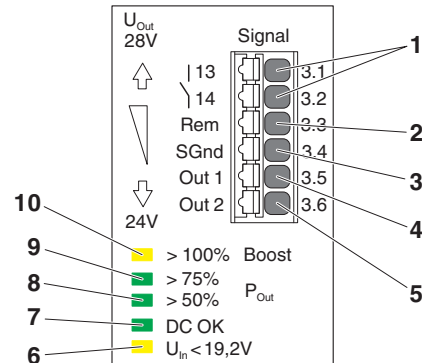 U_Out
28V
Signal
13
14
Rem
SGnd
Out 1
Out 2
3.1
3.2
3.3
3.4
3.5
3.6
24V
> 100% Boost
> 75%
> 50%
P_Out
DC OK
U_In < 19,2V
1
2
3
4
5
6
7
8
9
10